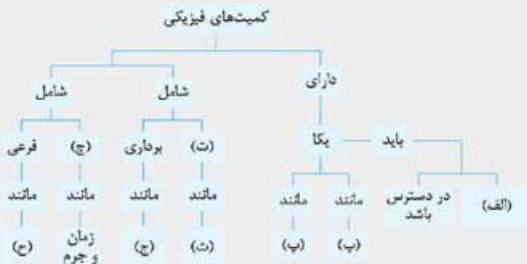 کمیت‌های فیزیکی
دارای
شامل
شامل
باید
یکا
(ت)
برداری
(چ)
فرعی
(الف)
در دسترس
باشد
مانند
مانند
مانند
مانند
مانند
مانند
(ب)
(پ)
(ث)
(ج)
زمان
و جرم
(ح)